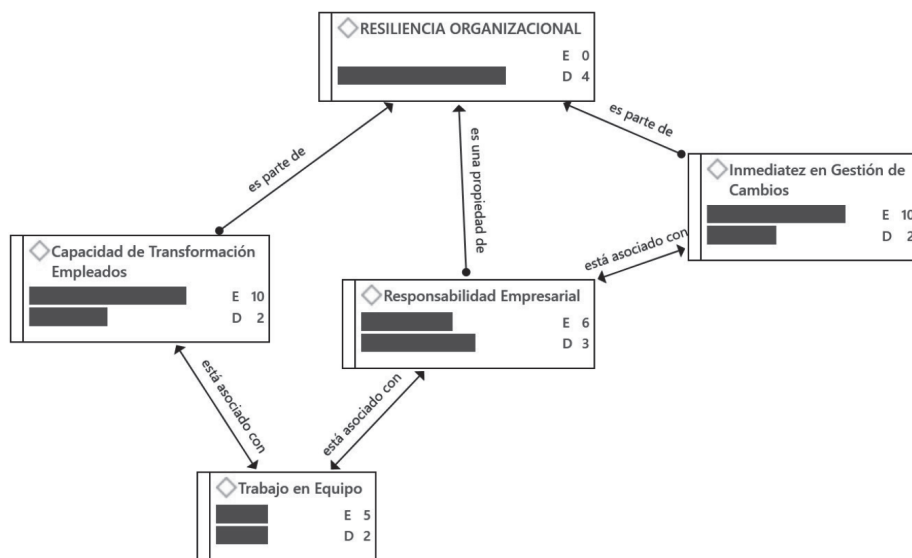 RESILIENCIA ORGANIZACIONAL
E 0
D 4
es parte de
es una propiedad de
es parte de
Inmediatez en Gestión de
Cambios
E 10
D 2
Capacidad de Transformación
Empleados
E 10
D 2
está asociado con
Responsabilidad Empresarial
E 6
D 3
está asociado con
está asociado con
Trabajo en Equipo
E 5
D 2